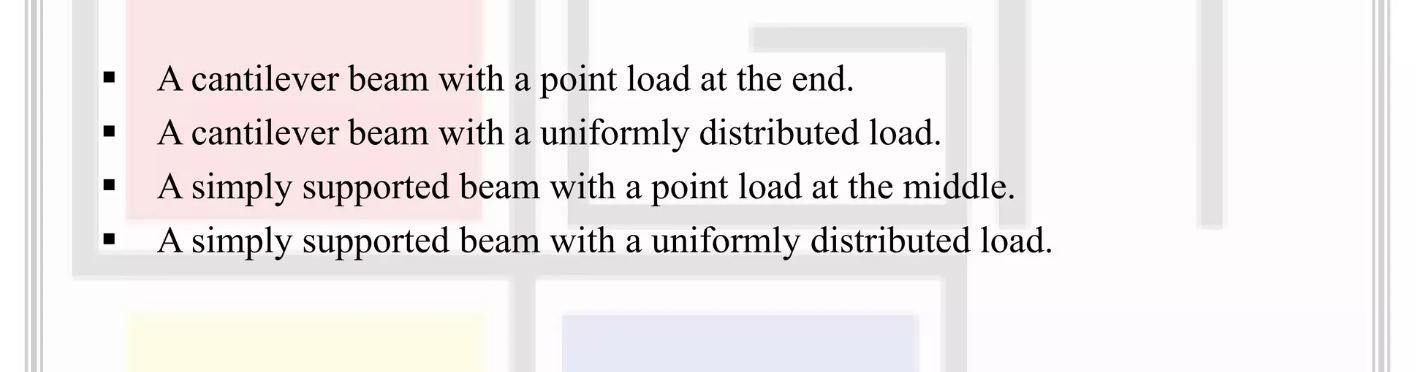 ▪ A cantilever beam with a point load at the end.
▪ A cantilever beam with a uniformly distributed load.
▪ A simply supported beam with a point load at the middle.
▪ A simply supported beam with a uniformly distributed load.